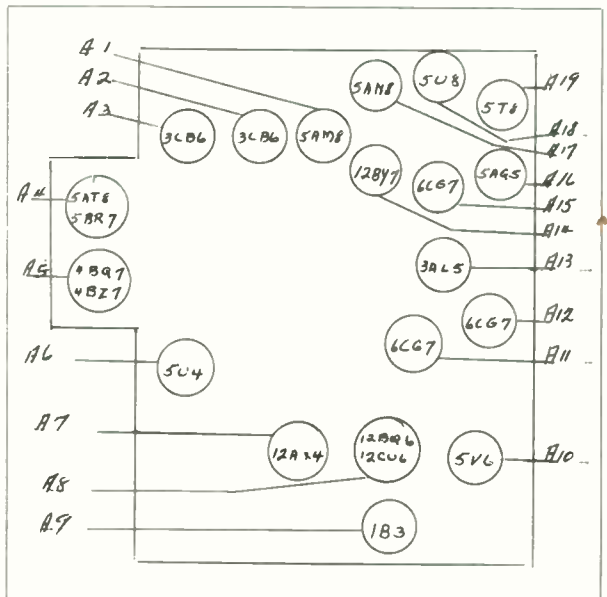 A1
A2
A3
A4
A5
A6
A7
A8
A9
3CB6
3CB6
5AM8
5AM8
5U8
5T8
12BY7
6CG7
5AG5
5AT8
5BR7
4BQ7
4BZ7
3AL5
6CG7
6CG7
5U4
12AX4
12BQ6
12CU6
5V6
1B3
A19
A18
A17
A16
A15
A14
A13
A12
A11
A10